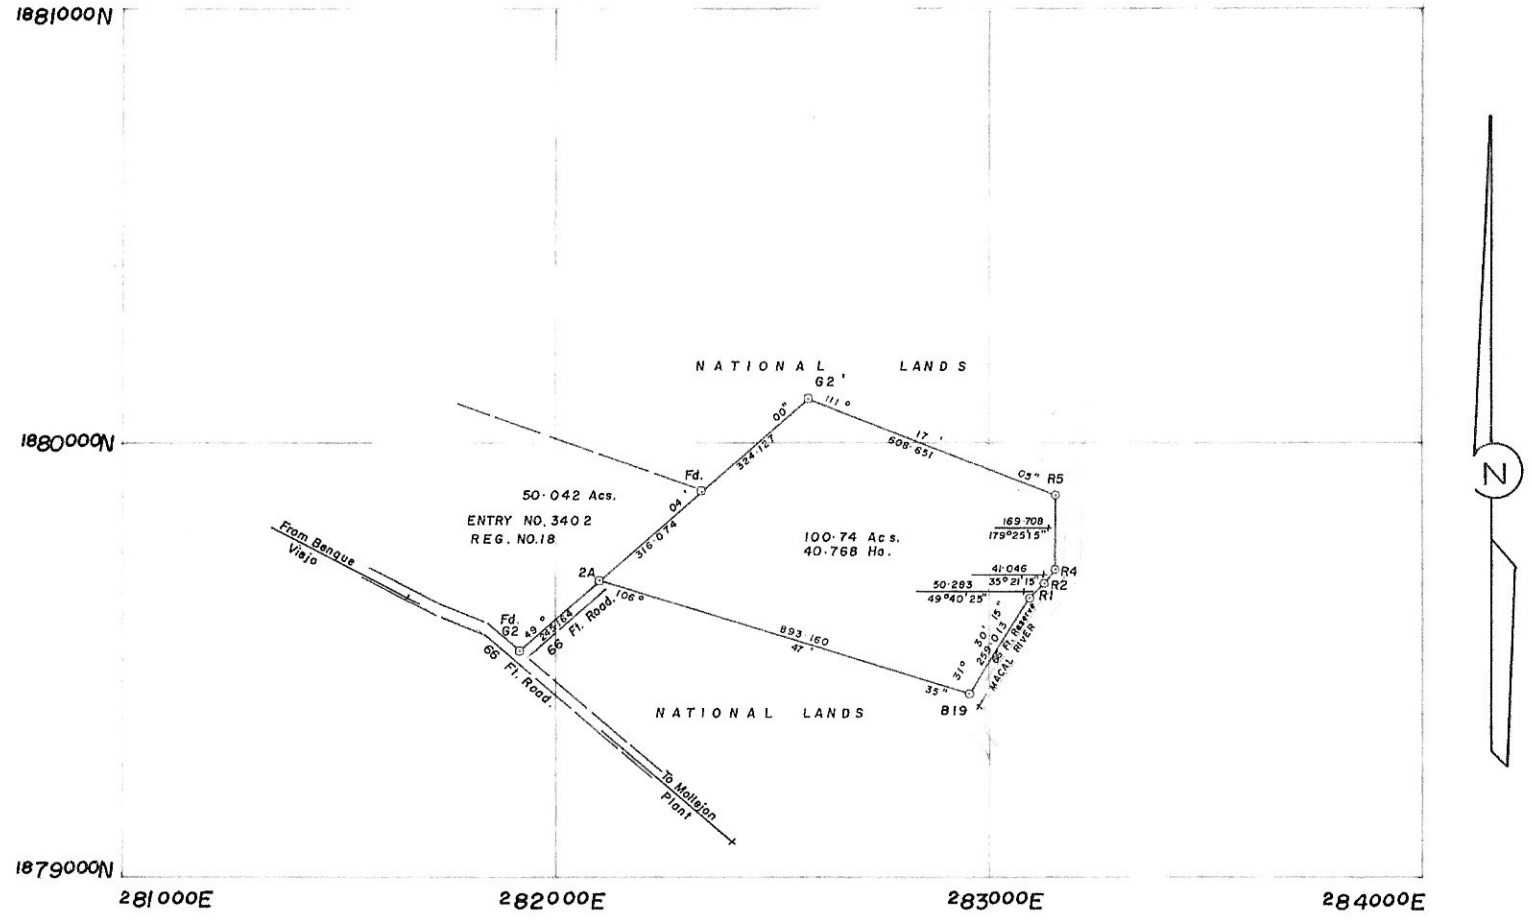 1881000N
NATIONAL LANDS
G2'
111°
00"
324·127
17'
608·651
05" R5
1880000N
Fd.
04'
316·074
50·042 Acs.
ENTRY NO. 3402
REG. NO.18
100·74 Acs.
40·768 Ha.
169·708
179°25'15"
N
From Benque
Viejo
2A
106°
41·046
35°21'15"
R4
R2
50·283
49°40'25"
R1
Fd.
G2
49°
66 Ft. Road.
893·160
47'
35"
31° 30' 15"
259·013
66 Ft. Reserve
MACAL RIVER
B19
66 Ft. Road.
NATIONAL LANDS
To Mollejon
Plant
1879000N
281000E
282000E
283000E
284000E